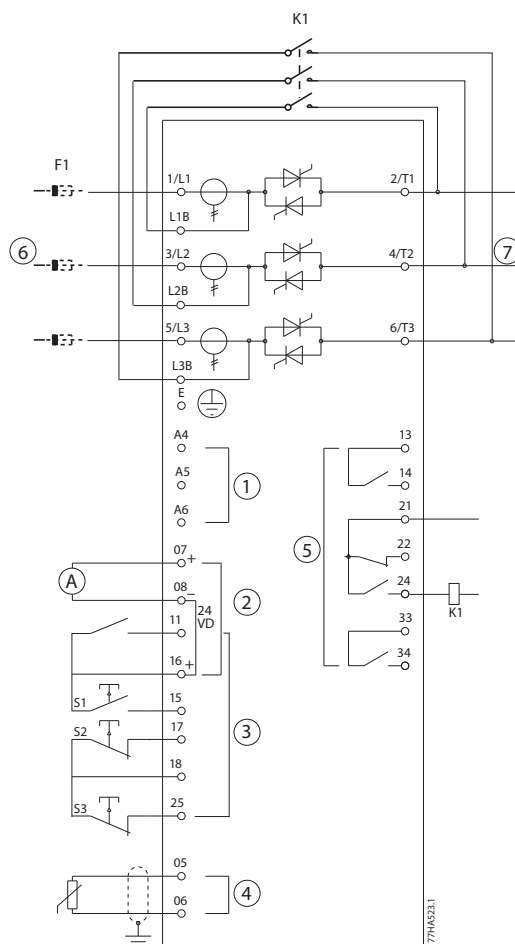 K1
F1
1/L1
2/T1
L1B
6
3/L2
4/T2
7
L2B
5/L3
6/T3
L3B
E
A4
13
A5
1
14
A6
21
5
07
+
22
A
08
–
2
24
24
VD
K1
11
33
16
+
34
S1
15
S2
17
3
18
S3
25
05
4
06
77HA523.1